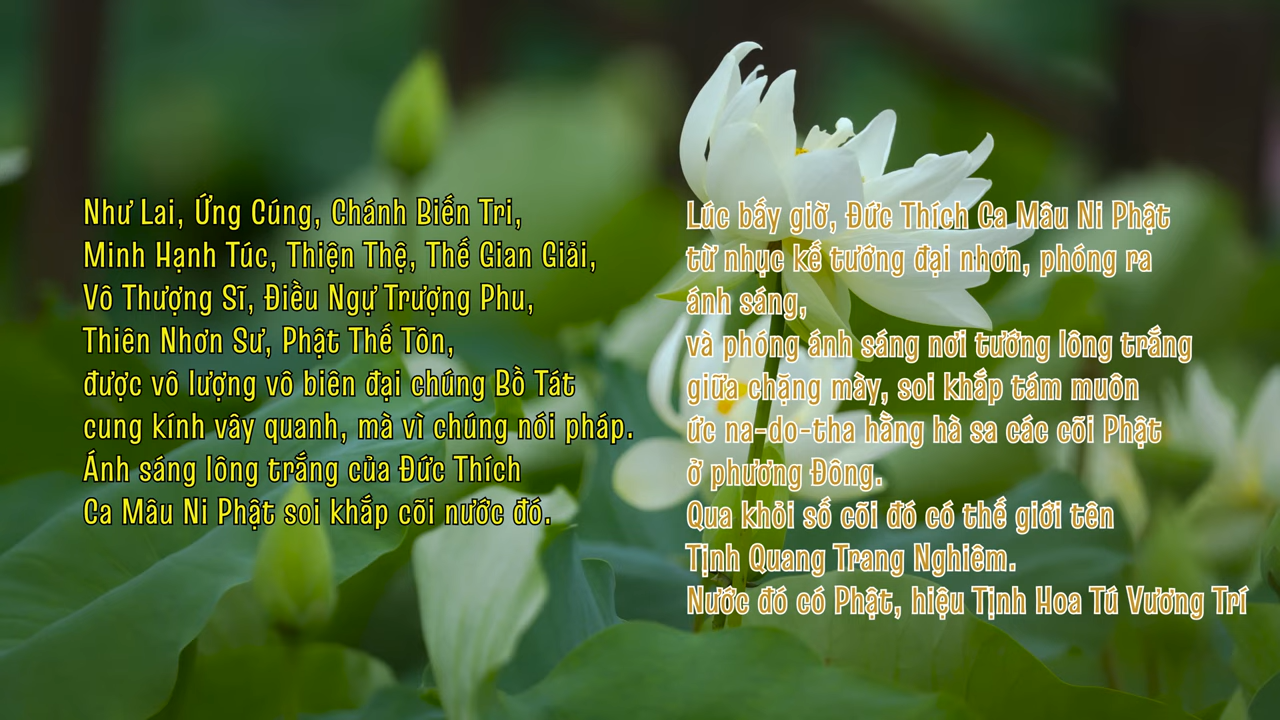 Như Lai, Ứng Cúng, Chánh Biến Tri,
Minh Hạnh Túc, Thiện Thệ, Thế Gian Giải,
Vô Thượng Sĩ, Điều Ngự Trượng Phu,
Thiên Nhơn Sư, Phật Thế Tôn,
được vô lượng vô biên đại chúng Bồ Tát
cung kính vây quanh, mà vì chúng nói pháp.
Ánh sáng lông trắng của Đức Thích
Ca Mâu Ni Phật soi khắp cõi nước đó.
Lúc bấy giờ, Đức Thích Ca Mâu Ni Phật
từ nhục kế tướng đại nhơn, phóng ra
ánh sáng,
và phóng ánh sáng nơi tướng lông trắng
giữa chặng mày, soi khắp tám muôn
ức na-do-tha hằng hà sa các cõi Phật
ở phương Đông.
Qua khỏi số cõi đó có thế giới tên
Tịnh Quang Trang Nghiêm.
Nước đó có Phật, hiệu Tịnh Hoa Tú Vương Trí